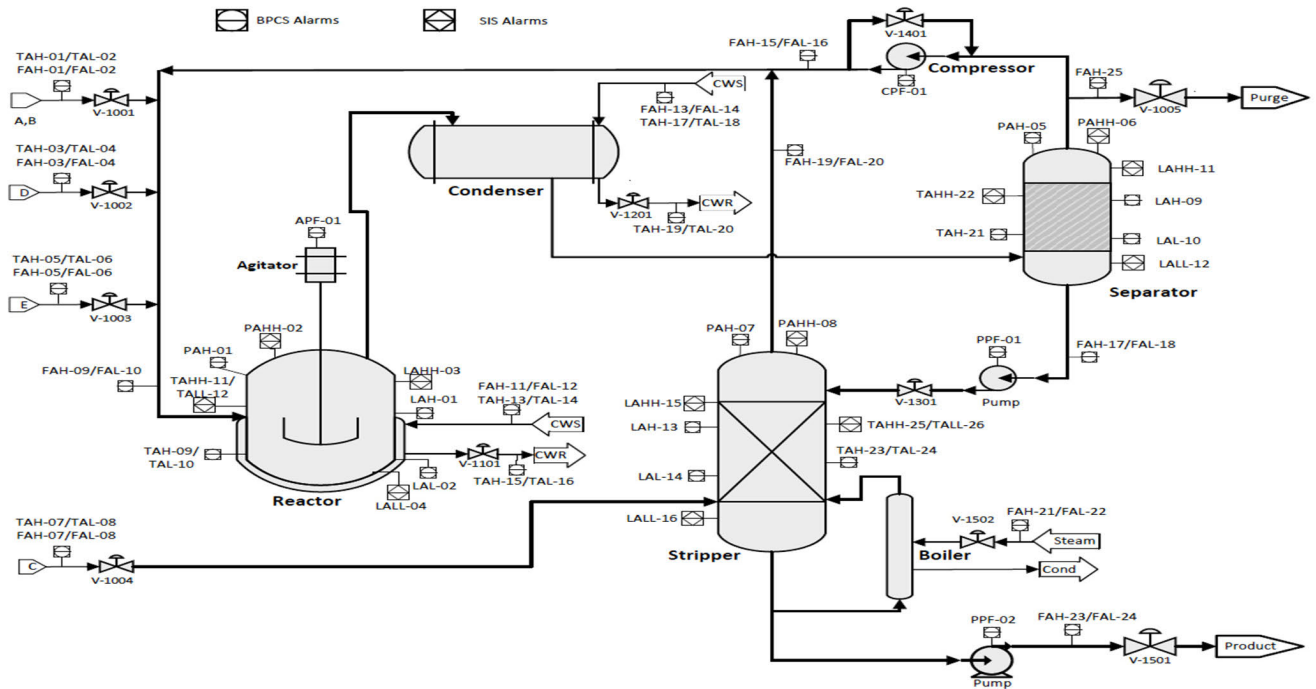 BPCS Alarms
SIS Alarms
V-1401
TAH-01/TAL-02
FAH-01/FAL-02
FAH-15/FAL-16
Compressor
CPF-01
FAH-25
A,B
V-1001
CWS
FAH-13/FAL-14
TAH-17/TAL-18
V-1005
Purge
PAH-05
PAHH-06
TAH-03/TAL-04
FAH-03/FAL-04
D
V-1002
Condenser
FAH-19/FAL-20
LAHH-11
TAHH-22
LAH-09
V-1201
CWR
TAH-19/TAL-20
APF-01
TAH-21
LAL-10
Agitator
LALL-12
TAH-05/TAL-06
FAH-05/FAL-06
E
V-1003
Separator
PAHH-02
PAH-01
PAH-07
PAHH-08
PPF-01
FAH-17/FAL-18
FAH-09/FAL-10
TAHH-11/
TALL-12
LAHH-03
LAH-01
FAH-11/FAL-12
TAH-13/TAL-14
CWS
V-1301
Pump
LAHH-15
LAH-13
TAHH-25/TALL-26
TAH-09/
TAL-10
V-1101
CWR
TAH-15/TAL-16
LAL-02
LALL-04
Reactor
TAH-23/TAL-24
LAL-14
LALL-16
TAH-07/TAL-08
FAH-07/FAL-08
C
V-1004
Stripper
V-1502
FAH-21/FAL-22
Steam
Boiler
Cond
PPF-02
FAH-23/FAL-24
V-1501
Product
Pump